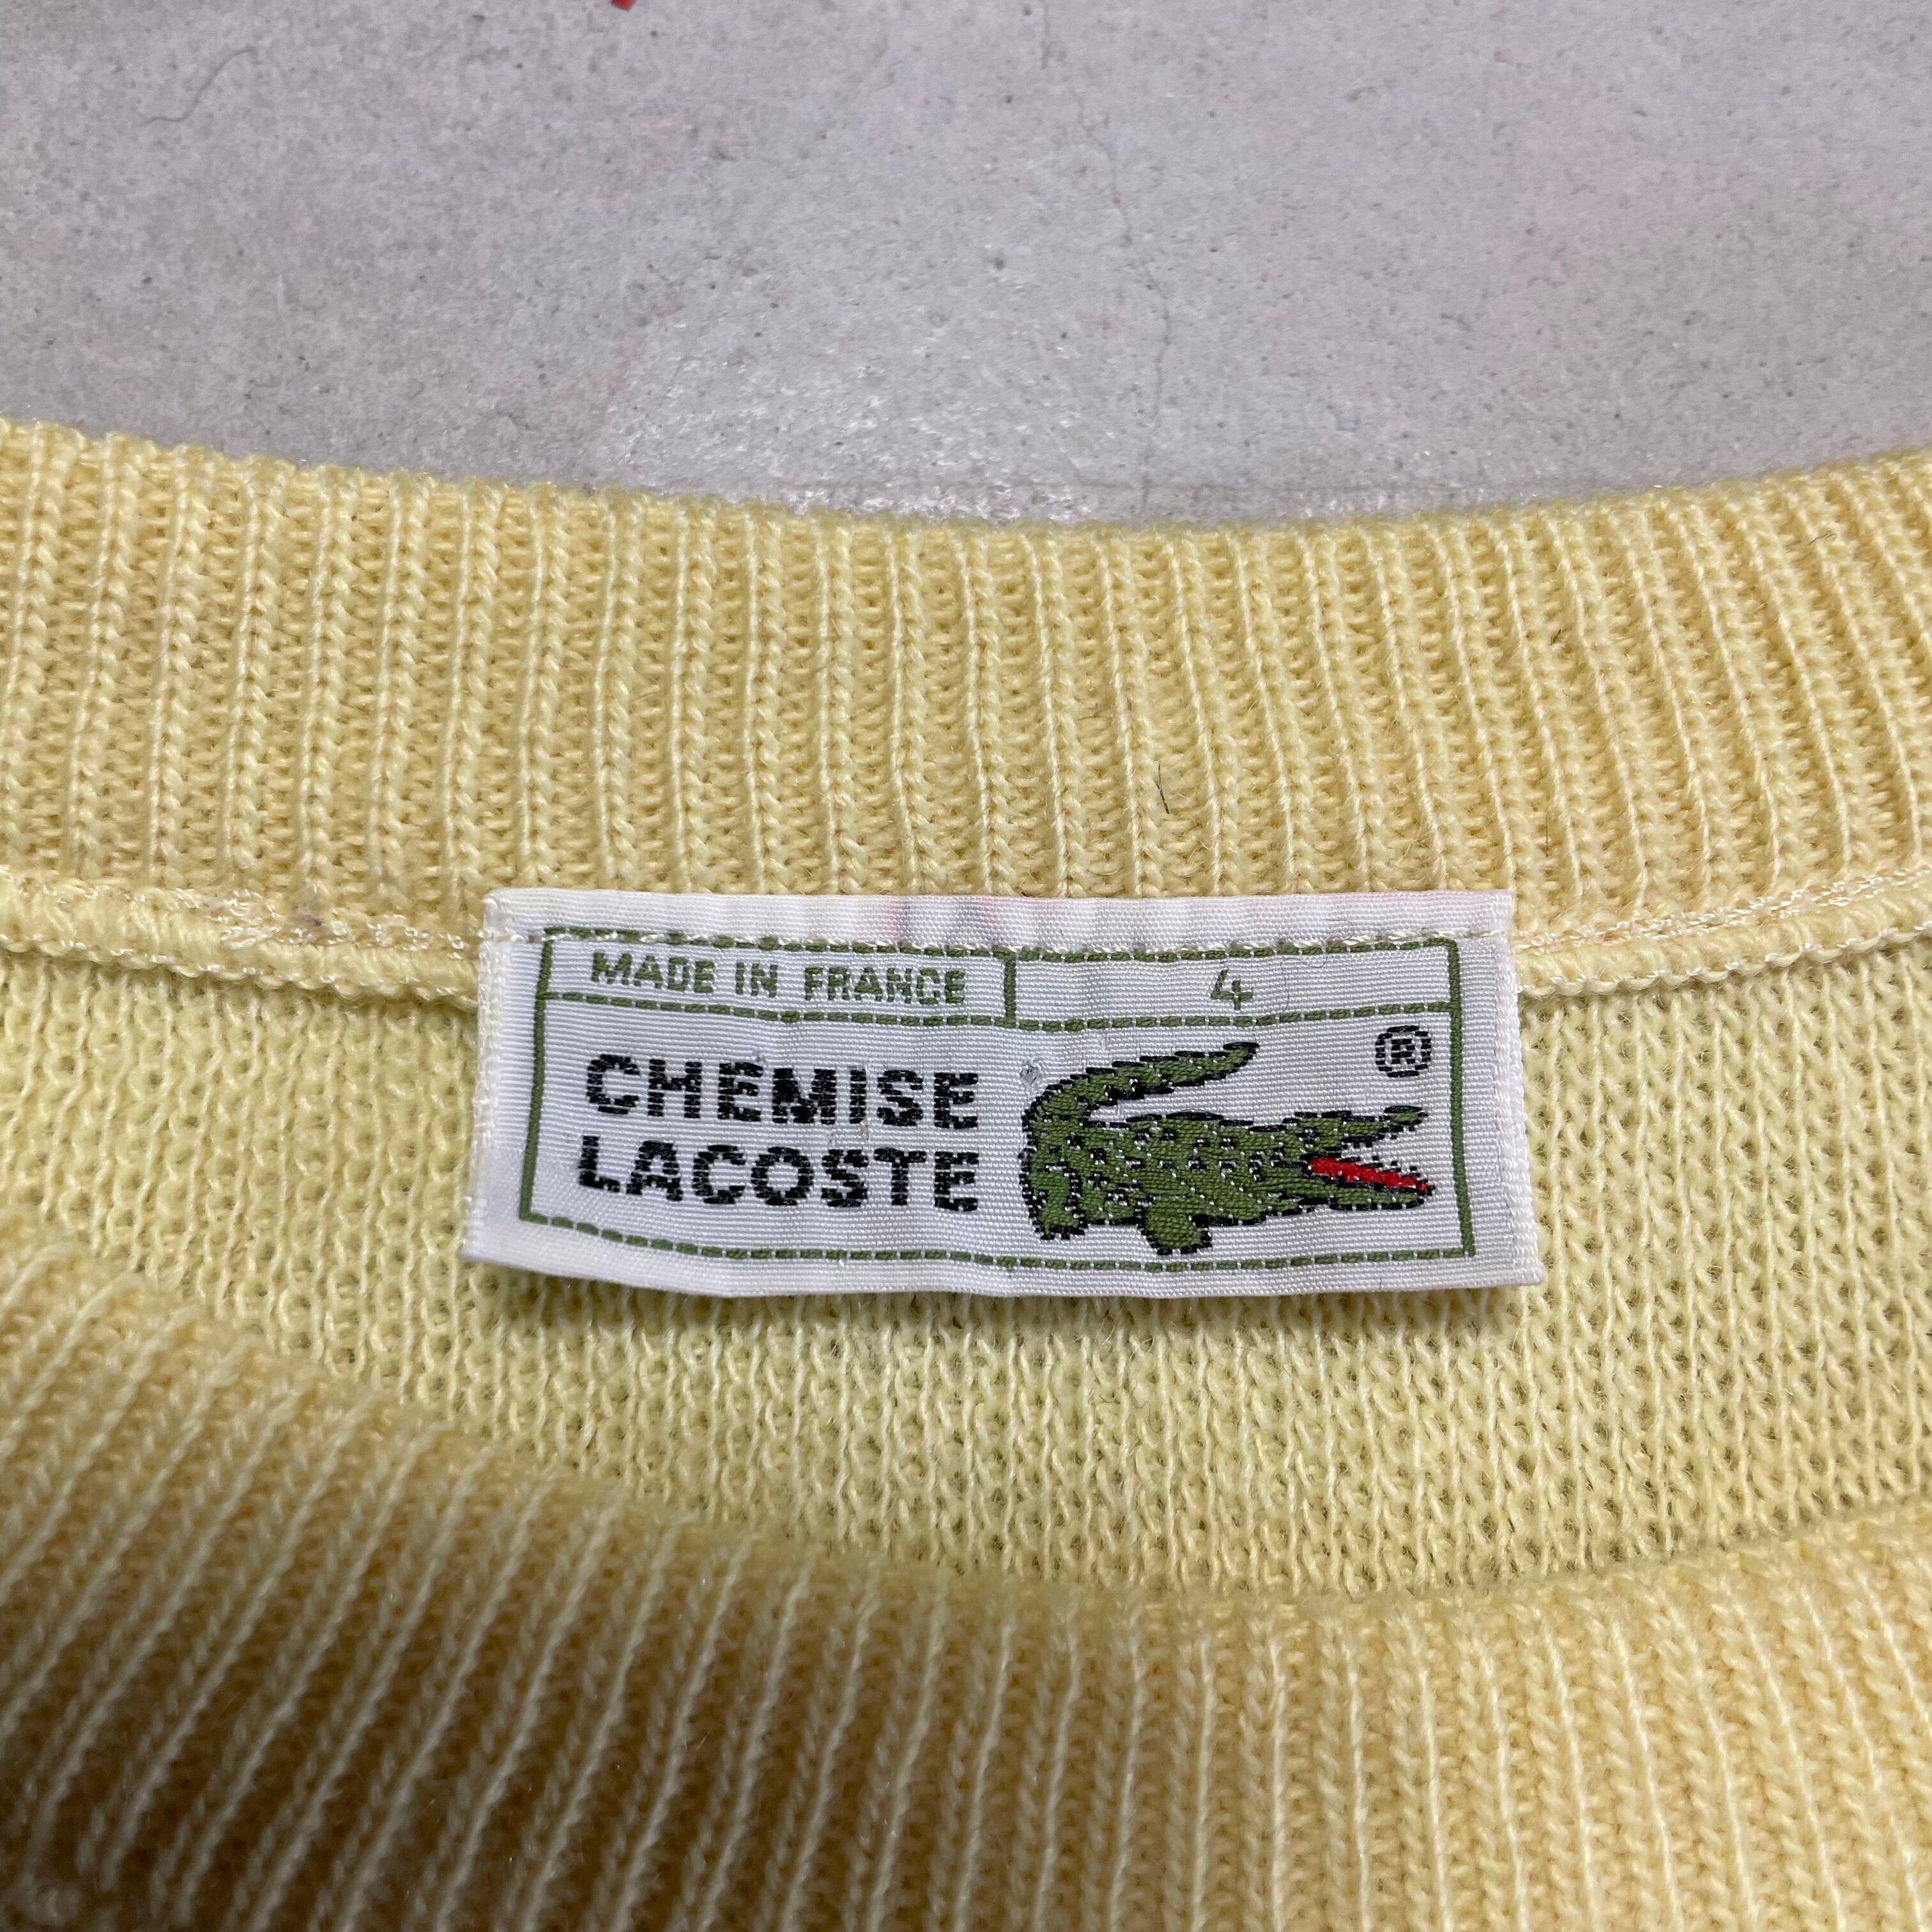 MADE IN FRANCE 4
CHEMISE ®
LACOSTE